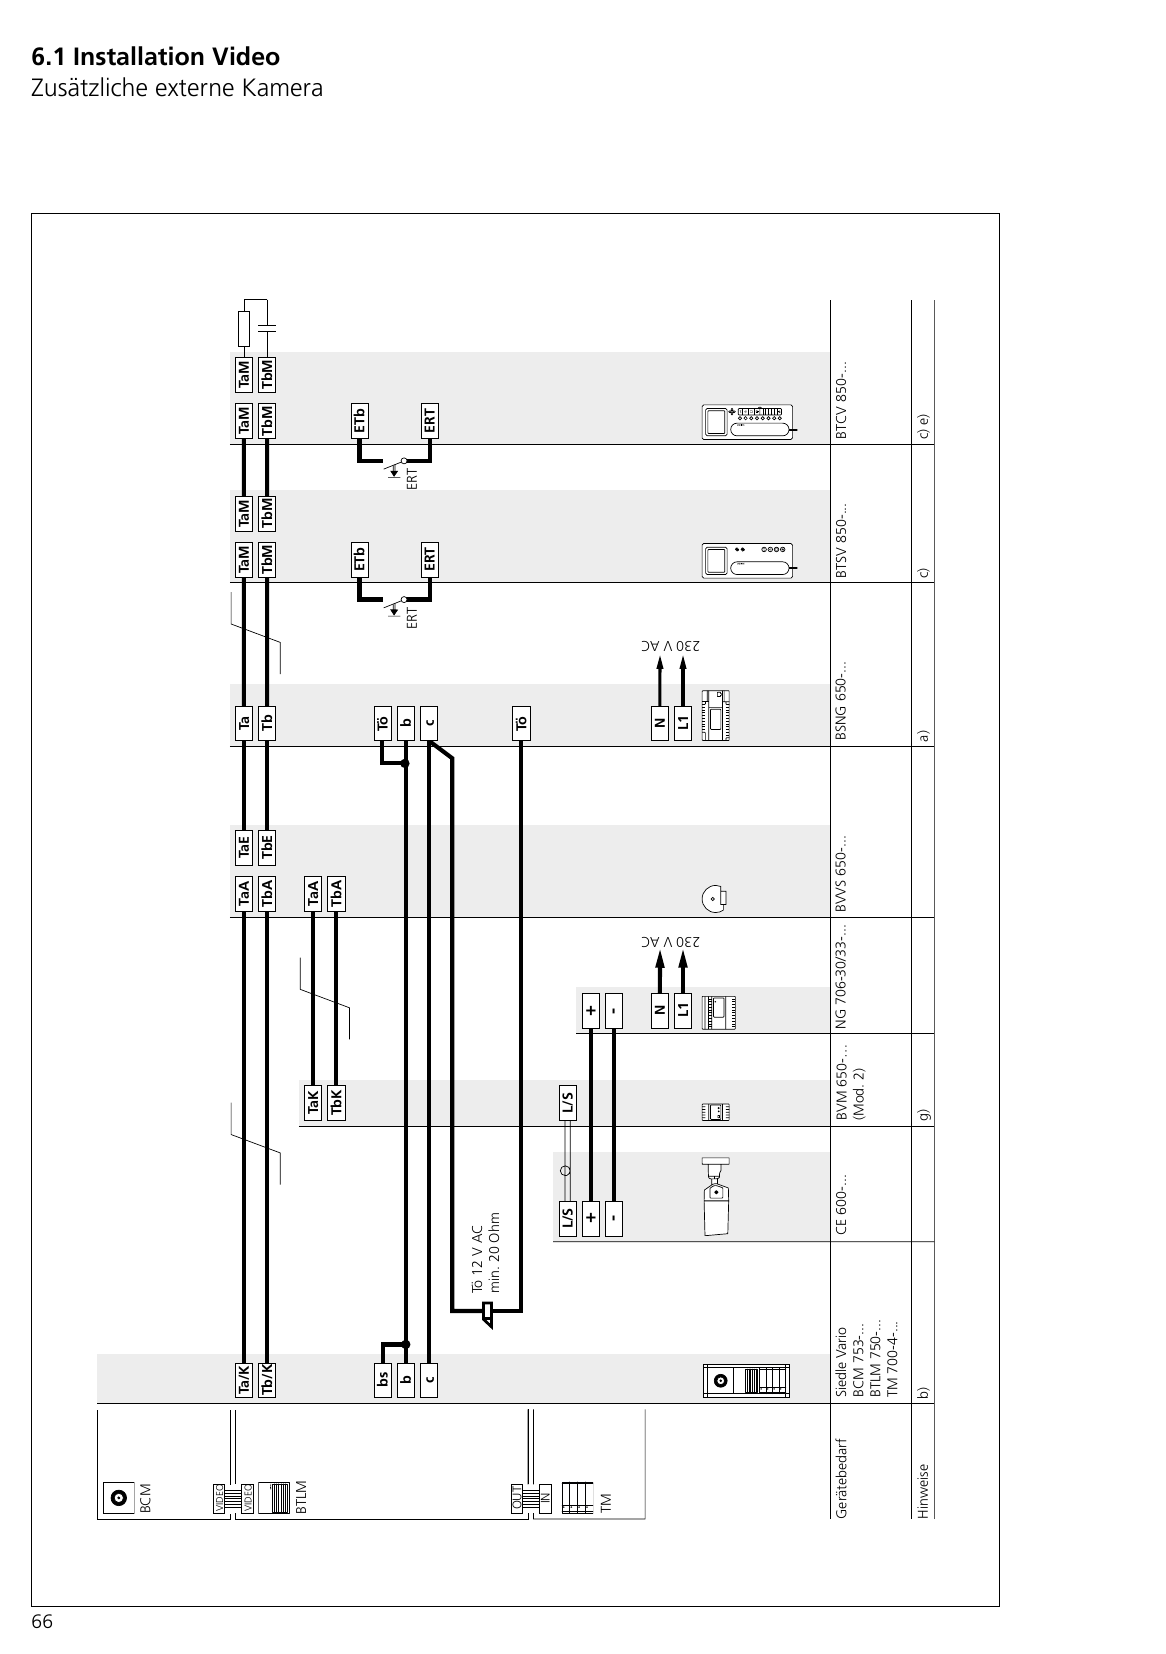 6.1 Installation Video
Zusätzliche externe Kamera
BCM
VIDEO
VIDEO
BTLM
OUT
IN
TM
Gerätebedarf
Hinweise
Ta/K
Tb/K
bs
b
c
Siedle Vario
BCM 753-...
BTLM 750-...
TM 700-4-...
b)
Tö 12 V AC
min. 20 Ohm
L/S
+
-
CE 600-...
TaK
TbK
L/S
BVM 650-...
(Mod. 2)
g)
+
-
N
L1
230 V AC
NG 706-30/33-...
TaA
TbA
TaA
TbA
TaE
TbE
BVVS 650-...
Ta
Tb
Tö
b
c
Tö
N
L1
230 V AC
BSNG 650-...
a)
TaM
TbM
TaM
TbM
ETb
ERT
ERT
BTSV 850-...
c)
TaM
TbM
TaM
TbM
ETb
ERT
ERT
BTCV 850-...
c) e)
66